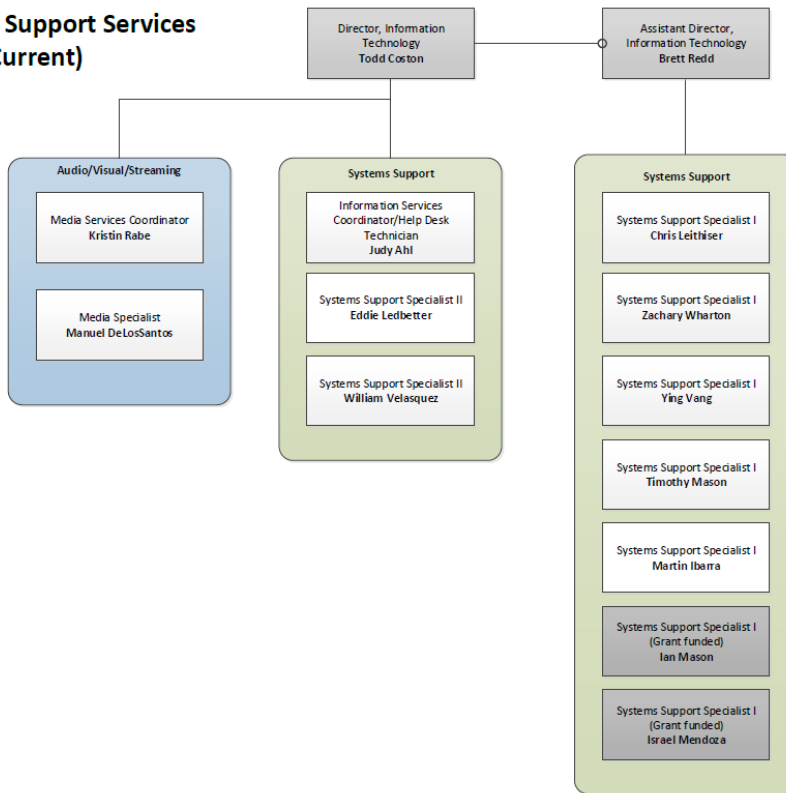 Support Services
Current)
Director, Information
Technology
Todd Coston
Assistant Director,
Information Technology
Brett Redd
Audio/Visual/Streaming
Media Services Coordinator
Kristin Rabe
Media Specialist
Manuel DeLosSantos
Systems Support
Information Services
Coordinator/Help Desk
Technician
Judy Ahl
Systems Support Specialist II
Eddie Ledbetter
Systems Support Specialist II
William Velasquez
Systems Support
Systems Support Specialist I
Chris Leithiser
Systems Support Specialist I
Zachary Wharton
Systems Support Specialist I
Ying Vang
Systems Support Specialist I
Timothy Mason
Systems Support Specialist I
Martin Ibarra
Systems Support Specialist I
(Grant funded)
Ian Mason
Systems Support Specialist I
(Grant funded)
Israel Mendoza